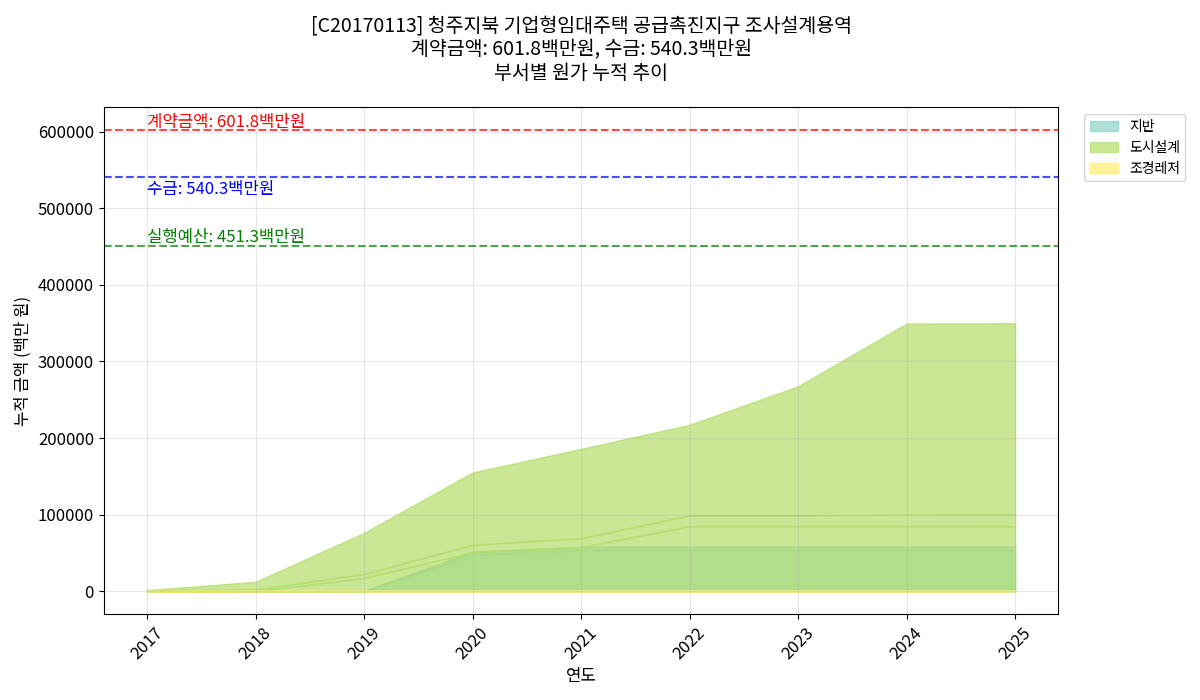 [C20170113] 청주지북 기업형임대주택 공급촉진지구 조사설계용역
계약금액: 601.8백만원, 수금: 540.3백만원
부서별 원가 누적 추이
계약금액: 601.8백만원
수금: 540.3백만원
실행예산: 451.3백만원
지반
도시설계
조경레저
누적 금액 (백만 원)
600000
500000
400000
300000
200000
100000
0
2017
2018
2019
2020
2021
2022
2023
2024
2025
연도